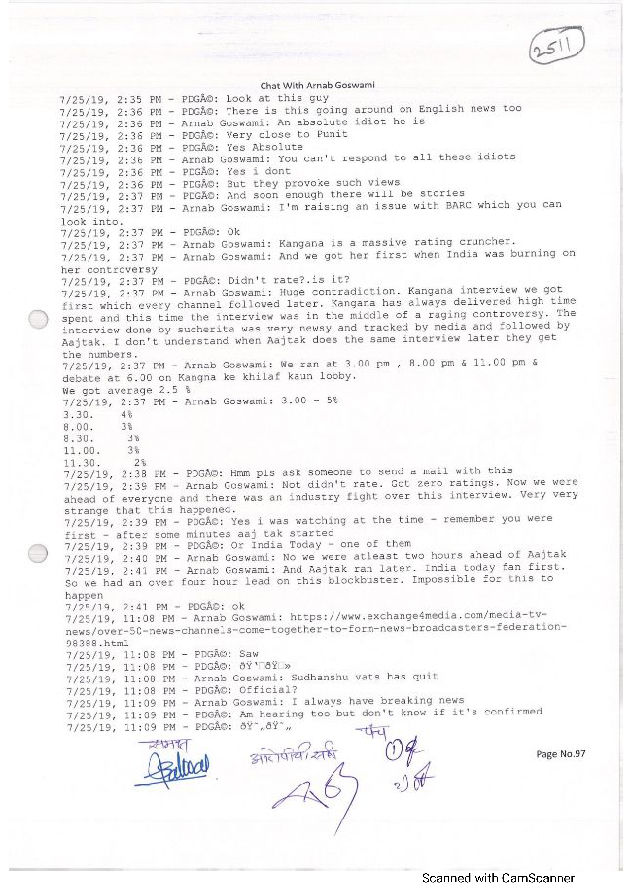 2511
Chat With Arnab Goswami
7/25/19, 2:35 PM - PDGÂ©: Look at this guy
7/25/19, 2:36 PM - PDGÂ©: There is this going around on English news too
7/25/19, 2:36 PM - Arnab Goswami: An absolute idiot he is
7/25/19, 2:36 PM - PDGÂ©: Very close to Punit
7/25/19, 2:36 PM - PDGÂ©: Yes Absolute
7/25/19, 2:36 PM - Arnab Goswami: You can't respond to all these idiots
7/25/19, 2:36 PM - PDGÂ©: Yes i dont
7/25/19, 2:36 PM - PDGÂ©: But they provoke such views
7/25/19, 2:37 PM - PDGÂ©: And soon enough there will be stories
7/25/19, 2:37 PM - Arnab Goswami: I'm raising an issue with BARC which you can
look into.
7/25/19, 2:37 PM - PDGÂ©: Ok
7/25/19, 2:37 PM - Arnab Goswami: Kangana is a massive rating cruncher.
7/25/19, 2:37 PM - Arnab Goswami: And we got her first when India was burning on
her controversy
7/25/19, 2:37 PM - PDGÂ©: Didn't rate?.is it?
7/25/19, 2:37 PM - Arnab Goswami: Huge contradiction. Kangana interview we got
first which every channel followed later. Kangara has always delivered high time
spent and this time the interview was in the middle of a raging controversy. The
interview done by sucherita was very newsy and tracked by media and followed by
Aajtak. I don't understand when Aajtak does the same interview later they get
the numbers.
7/25/19, 2:37 PM - Arnab Goswami: We ran at 3.00 pm , 8.00 pm & 11.00 pm &
debate at 6.00 on Kangna ke khilaf kaun looby.
We got average 2.5 %
7/25/19, 2:37 PM - Arnab Goswami: 3.00 - 5%
3.30. 4%
8.00. 3%
8.30. 3%
11.00. 3%
11.30. 2%
7/25/19, 2:38 PM - PDGÂ©: Hmm pls ask someone to send a mail with this
7/25/19, 2:39 PM - Arnab Goswami: Not didn't rate. Got zero ratings. Now we were
ahead of everyone and there was an industry fight over this interview. Very very
strange that this happened.
7/25/19, 2:39 PM - PDGÂ©: Yes i was watching at the time - remember you were
first - after some minutes aaj tak started
7/25/19, 2:39 PM - PDGÂ©: Or India Today - one of them
7/25/19, 2:40 PM - Arnab Goswami: No we were atleast two hours ahead of Aajtak
7/25/19, 2:41 PM - Arnab Goswami: And Aajtak ran later. India today fan first.
So we had an over four hour lead on this blockbuster. Impossible for this to
happen
7/25/19, 2:41 PM - PDGÂ©: ok
7/25/19, 11:08 PM - Arnab Goswami: https://www.exchange4media.com/media-tv-
news/over-50-news-channels-come-together-to-form-news-broadcasters-federation-
98388.html
7/25/19, 11:08 PM - PDGÂ©: Saw
7/25/19, 11:08 PM - PDGÂ©:
7/25/19, 11:08 PM - Arnab Goswami: Sudhanshu vats has quit
7/25/19, 11:08 PM - PDGÂ©: Official?
7/25/19, 11:09 PM - Arnab Goswami: I always have breaking news
7/25/19, 11:09 PM - PDGÂ©: Am hearing too but don't know if it's confirmed
7/25/19, 11:09 PM - PDGÂ©:
समक्ष
पंच
Page No.97
Scanned with CamScanner